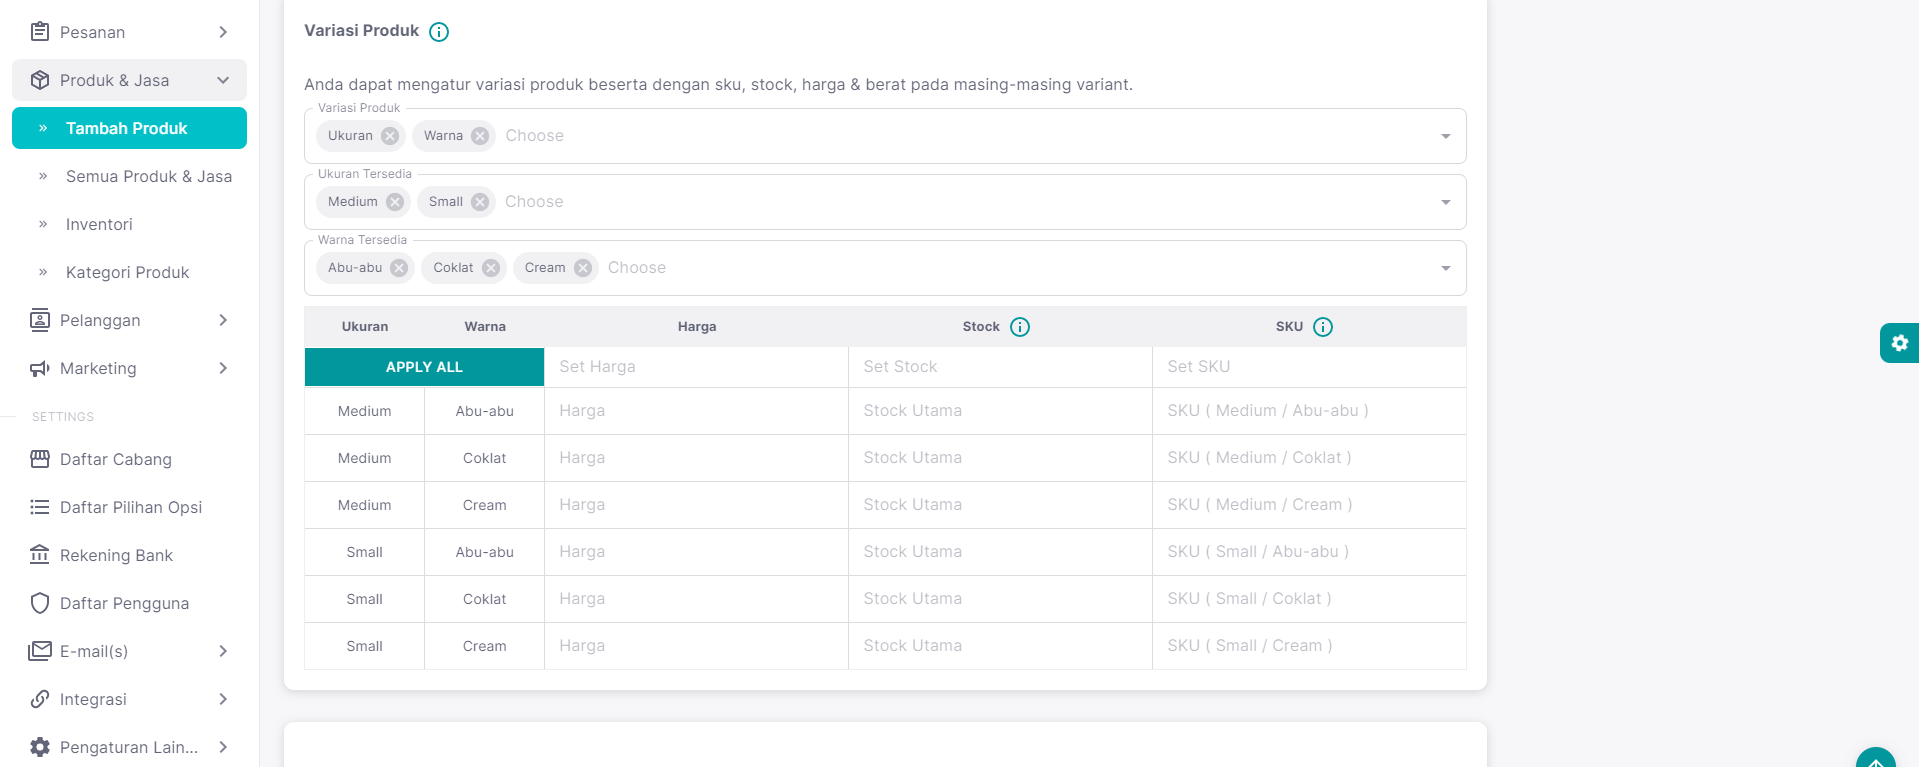 Pesanan
Produk & Jasa
Tambah Produk
Semua Produk & Jasa
Inventori
Kategori Produk
Pelanggan
Marketing
SETTINGS
Daftar Cabang
Daftar Pilihan Opsi
Rekening Bank
Daftar Pengguna
E-mail(s)
Integrasi
Pengaturan Lain...
Variasi Produk
Anda dapat mengatur variasi produk beserta dengan sku, stock, harga & berat pada masing-masing variant.
Variasi Produk
Ukuran Warna Choose
Ukuran Tersedia
Medium Small Choose
Warna Tersedia
Abu-abu Coklat Cream Choose
Ukuran Warna Harga Stock SKU
APPLY ALL Set Harga Set Stock Set SKU
Medium Abu-abu Harga Stock Utama SKU ( Medium / Abu-abu )
Medium Coklat Harga Stock Utama SKU ( Medium / Coklat )
Medium Cream Harga Stock Utama SKU ( Medium / Cream )
Small Abu-abu Harga Stock Utama SKU ( Small / Abu-abu )
Small Coklat Harga Stock Utama SKU ( Small / Coklat )
Small Cream Harga Stock Utama SKU ( Small / Cream )